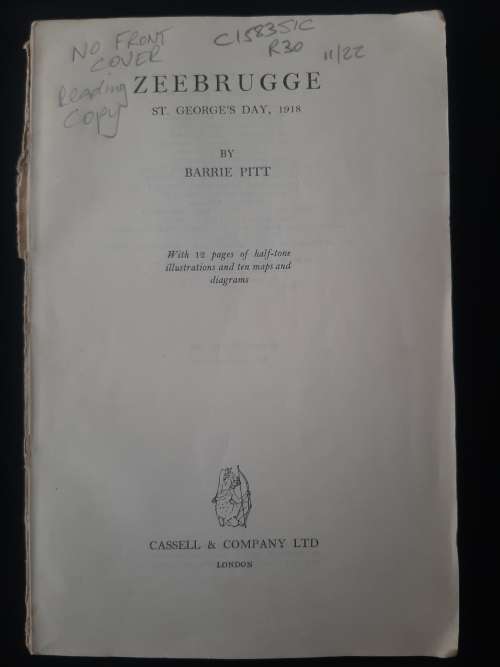 NO FRONT
COVER
Reading
Copy
C158351C
R30
11/22
ZEEBRUGGE
ST. GEORGE'S DAY, 1918
BY
BARRIE PITT
With 12 pages of half-tone
illustrations and ten maps and
diagrams
CASSELL & COMPANY LTD
LONDON